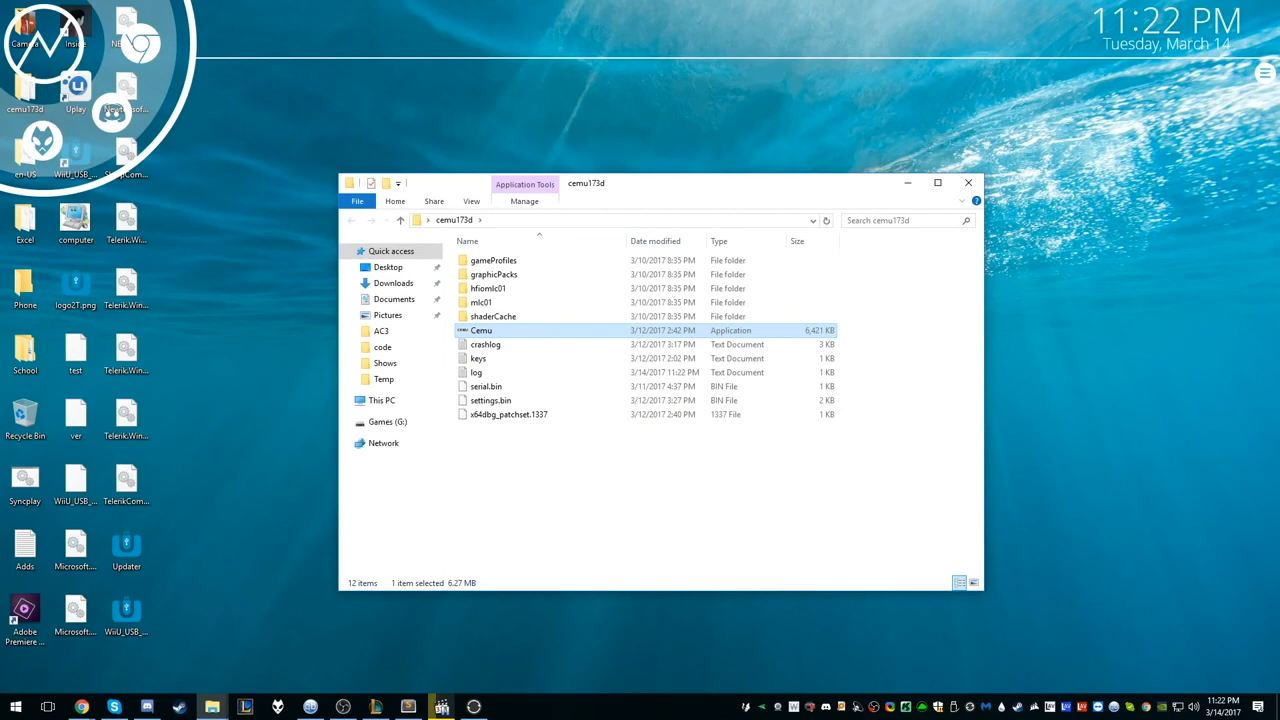 11:22 PM
Tuesday, March 14
Inside
cemu173d
Uplay
en-US
WiiU_USB_...
Excel
computer
Telerik.Wi...
Phone
logo2T.png
Telerik.Win...
School
test
Telerik.Win...
Recycle Bin
ver
Telerik.Win...
Syncplay
WiiU_USB_...
TelerikCom...
Adds
Microsoft....
Updater
Adobe
Premiere ...
Microsoft....
WiiU_USB_...
Application Tools
cemu173d
File
Home
Share
View
Manage
cemu173d
Search cemu173d
Quick access
Desktop
Downloads
Documents
Pictures
AC3
code
Shows
Temp
This PC
Games (G:)
Network
Name Date modified Type Size
gameProfiles 3/10/2017 8:35 PM File folder
graphicPacks 3/10/2017 8:35 PM File folder
hfiomlc01 3/10/2017 8:35 PM File folder
mlc01 3/10/2017 8:35 PM File folder
shaderCache 3/10/2017 8:35 PM File folder
Cemu 3/12/2017 2:42 PM Application 6,421 KB
crashlog 3/12/2017 3:17 PM Text Document 3 KB
keys 3/12/2017 2:02 PM Text Document 1 KB
log 3/14/2017 11:22 PM Text Document 2 KB
serial.bin 3/11/2017 4:37 PM BIN File 1 KB
settings.bin 3/12/2017 3:27 PM BIN File 2 KB
x64dbg_patchset.1337 3/12/2017 2:40 PM 1337 File 1 KB
12 items 1 item selected 6.27 MB
11:22 PM
3/14/2017